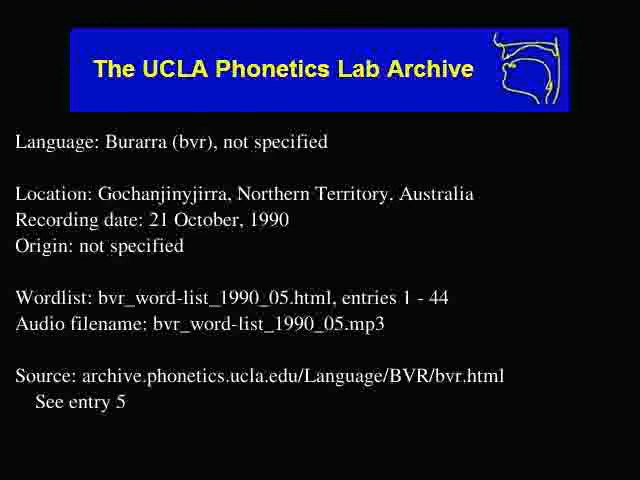 The UCLA Phonetics Lab Archive
Language: Burarra (bvr), not specified
Location: Gochanjinyjirra, Northern Territory. Australia
Recording date: 21 October, 1990
Origin: not specified
Wordlist: bvr_word-list_1990_05.html, entries 1 - 44
Audio filename: bvr_word-list_1990_05.mp3
Source: archive.phonetics.ucla.edu/Language/BVR/bvr.html
See entry 5